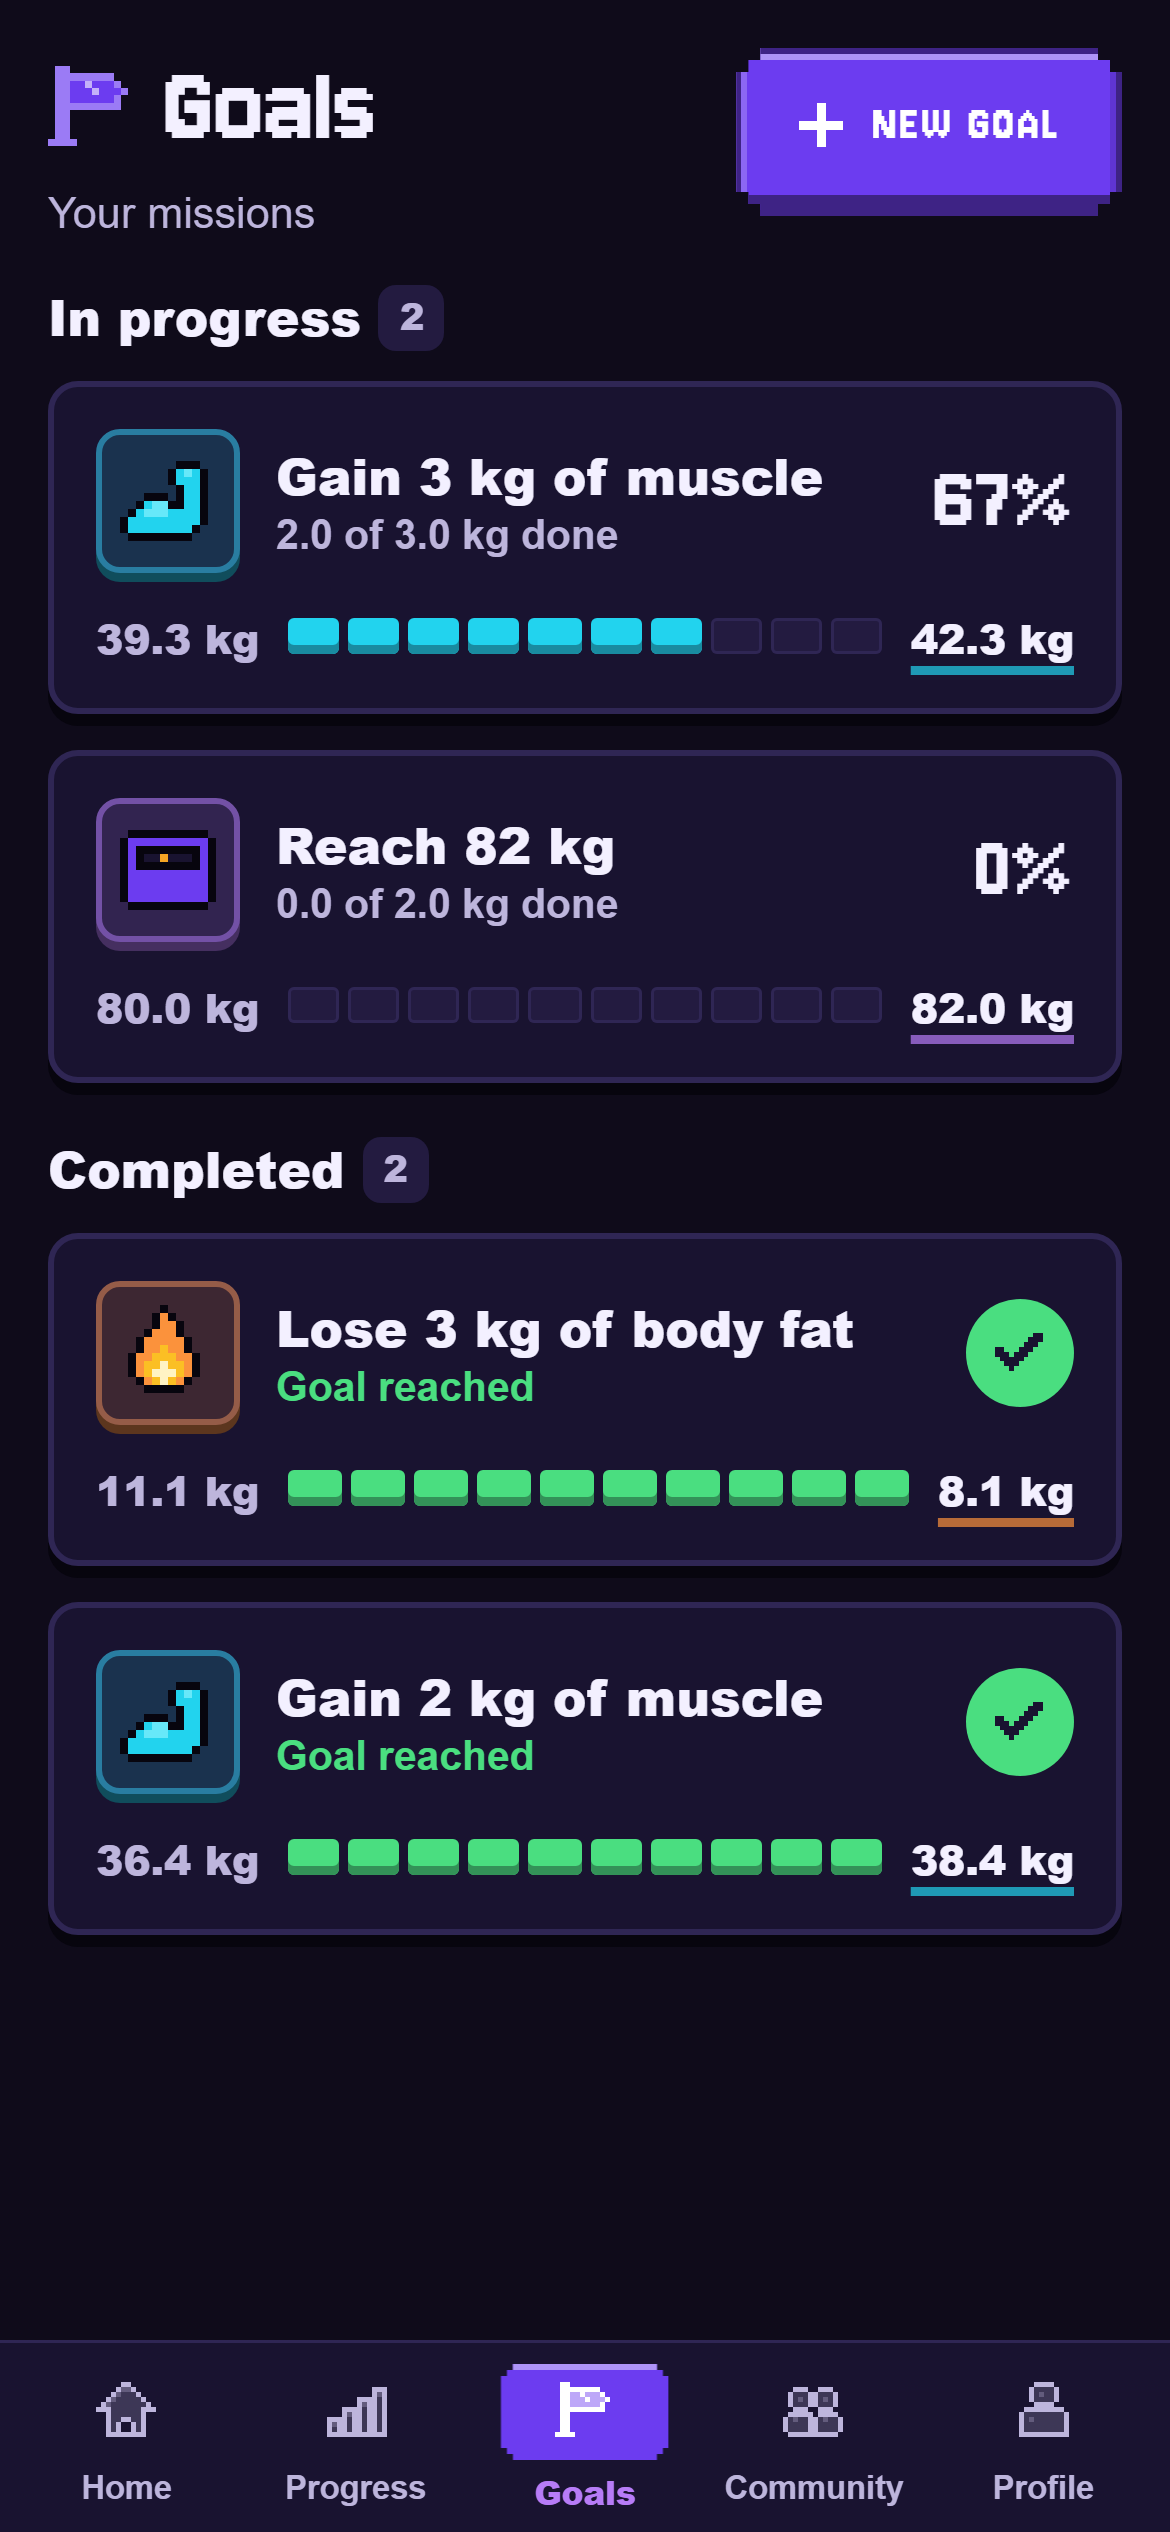 Goals
NEW GOAL
Your missions
In progress 2
Gain 3 kg of muscle
2.0 of 3.0 kg done
67%
39.3 kg
42.3 kg
Reach 82 kg
0.0 of 2.0 kg done
0%
80.0 kg
82.0 kg
Completed 2
Lose 3 kg of body fat
Goal reached
11.1 kg
8.1 kg
Gain 2 kg of muscle
Goal reached
36.4 kg
38.4 kg
Home
Progress
Goals
Community
Profile